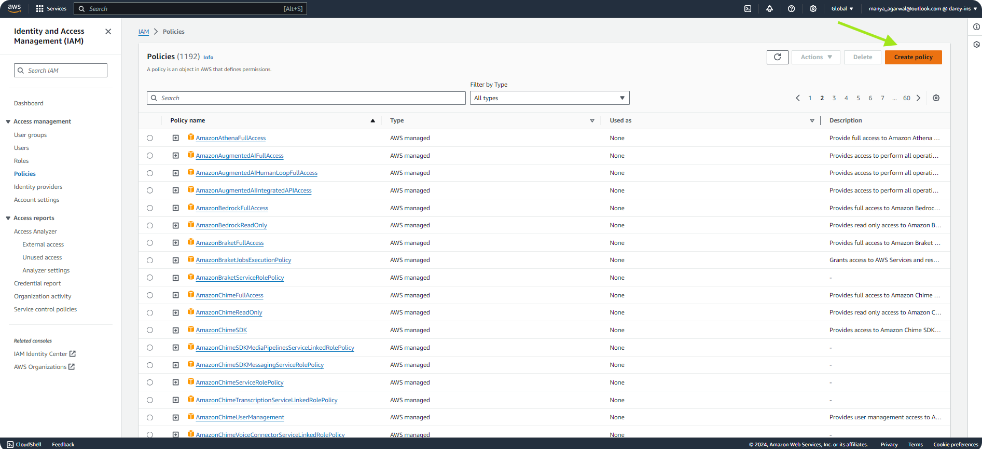 aws Services Search [Alt+S] Global ▼ manya_agarwal@outlook.com @ darey-ins ▼
Identity and Access
Management (IAM)
Search IAM
Dashboard
Access management
User groups
Users
Roles
Policies
Identity providers
Account settings
Access reports
Access Analyzer
External access
Unused access
Analyzer settings
Credential report
Organization activity
Service control policies
Related consoles
IAM Identity Center
AWS Organizations
IAM > Policies
Policies (1192) Info
A policy is an object in AWS that defines permissions.
Actions ▼ Delete Create policy
Filter by Type
Search All types
1 2 3 4 5 6 7 ... 60
Policy name Type Used as Description
AmazonAthenaFullAccess AWS managed None Provide full access to Amazon Athena ...
AmazonAugmentedAIFullAccess AWS managed None Provides access to perform all operati...
AmazonAugmentedAIHumanLoopFullAccess AWS managed None Provides access to perform all operati...
AmazonAugmentedAIIntegratedAPIAccess AWS managed None Provides access to perform all operati...
AmazonBedrockFullAccess AWS managed None Provides full access to Amazon Bedroc...
AmazonBedrockReadOnly AWS managed None Provides read only access to Amazon B...
AmazonBraketFullAccess AWS managed None Provides full access to Amazon Braket ...
AmazonBraketJobsExecutionPolicy AWS managed None Grants access to AWS Services and res...
AmazonBraketServiceRolePolicy AWS managed None -
AmazonChimeFullAccess AWS managed None Provides full access to Amazon Chime ...
AmazonChimeReadOnly AWS managed None Provides read only access to Amazon C...
AmazonChimeSDK AWS managed None Provides access to Amazon Chime SDK...
AmazonChimeSDKMediaPipelinesServiceLinkedRolePolicy AWS managed None -
AmazonChimeSDKMessagingServiceRolePolicy AWS managed None -
AmazonChimeServiceRolePolicy AWS managed None -
AmazonChimeTranscriptionServiceLinkedRolePolicy AWS managed None -
AmazonChimeUserManagement AWS managed None Provides user management access to A...
AmazonChimeVoiceConnectorServiceLinkedRolePolicy AWS managed None -
CloudShell Feedback © 2024, Amazon Web Services, Inc. or its affiliates. Privacy Terms Cookie preferences